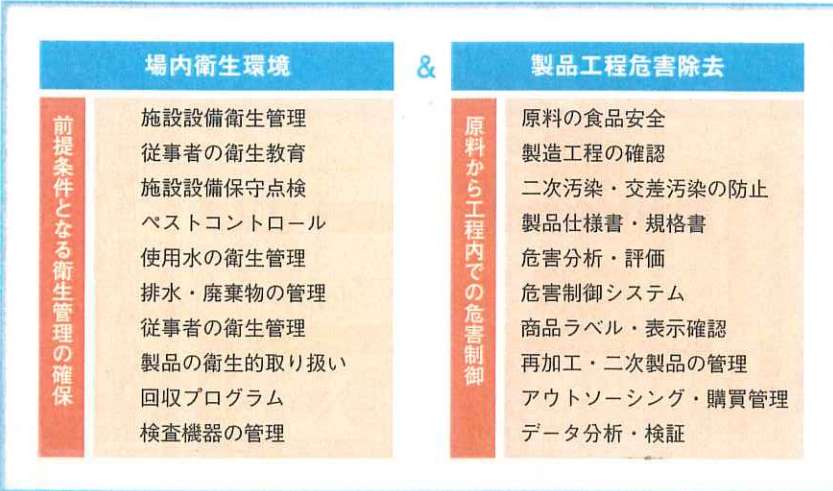 場内衛生環境
前提条件となる衛生管理の確保
施設設備衛生管理
従事者の衛生教育
施設設備保守点検
ペストコントロール
使用水の衛生管理
排水・廃棄物の管理
従事者の衛生管理
製品の衛生的取り扱い
回収プログラム
検査機器の管理
&
製品工程危害除去
原料から工程内での危害制御
原料の食品安全
製造工程の確認
二次汚染・交差汚染の防止
製品仕様書・規格書
危害分析・評価
危害制御システム
商品ラベル・表示確認
再加工・二次製品の管理
アウトソーシング・購買管理
データ分析・検証